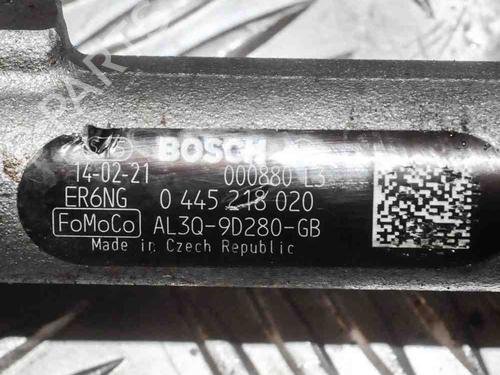 BOSCH
14-02-21 000880 L3
ER6NG 0 445 218 020
FoMoCo AL3Q-9D280-GB
Made in Czech Republic